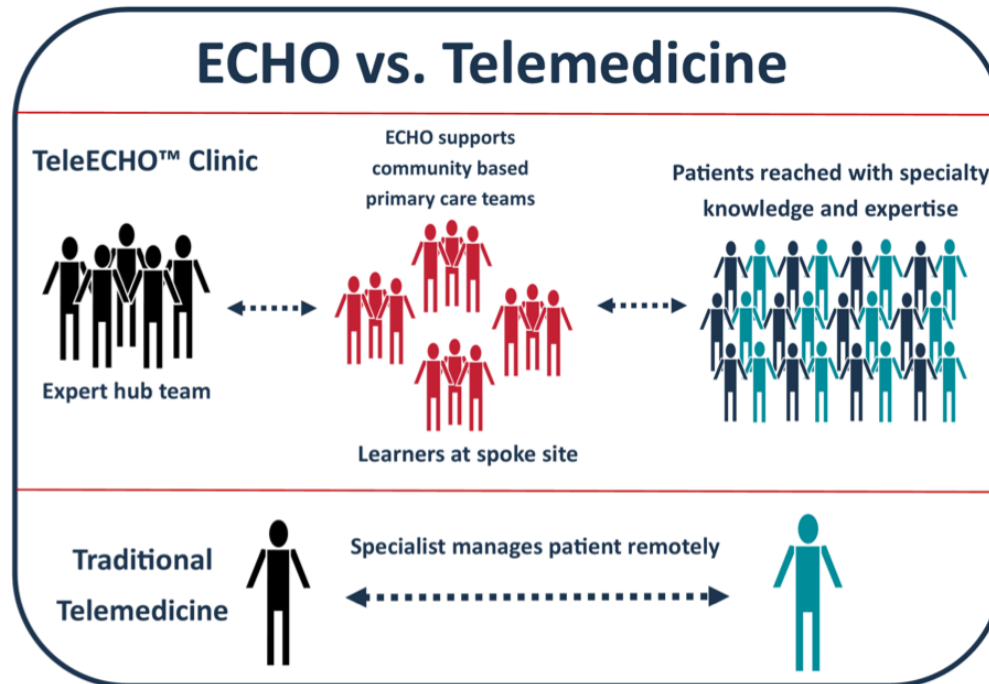 ECHO vs. Telemedicine
TeleECHO™ Clinic
ECHO supports
community based
primary care teams
Patients reached with specialty
knowledge and expertise
Expert hub team
Learners at spoke site
Traditional
Telemedicine
Specialist manages patient remotely